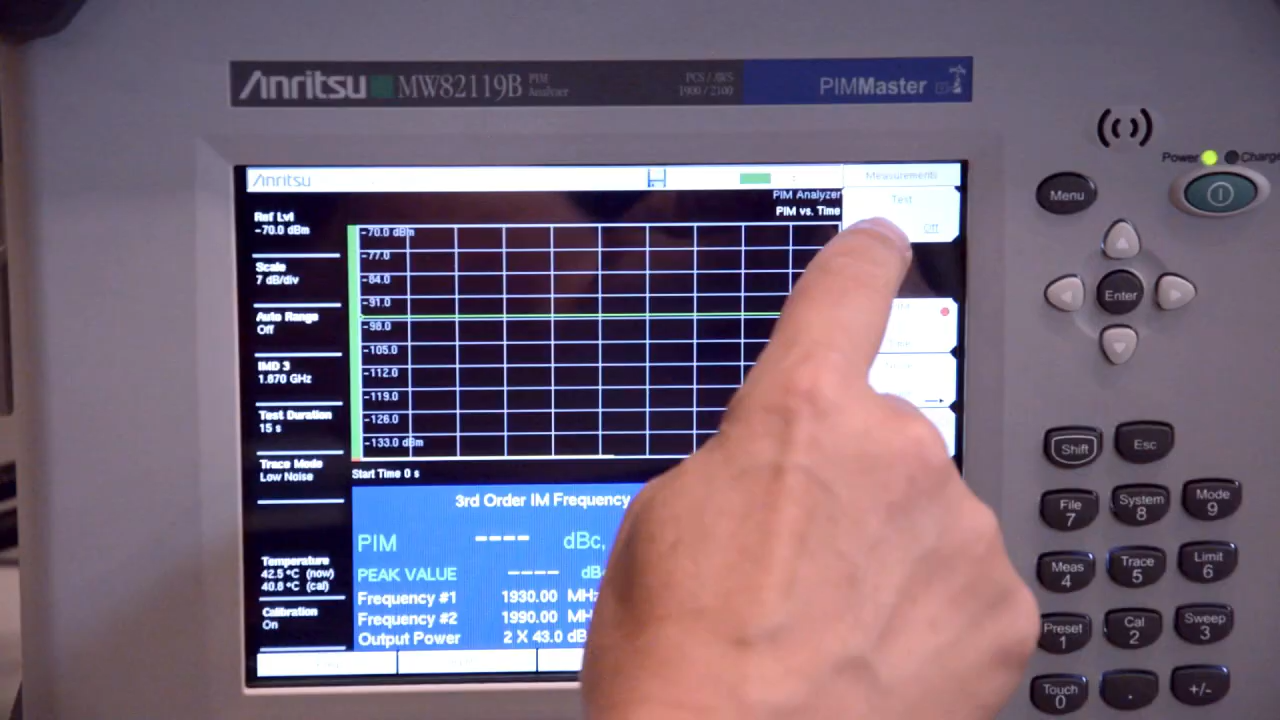 Anritsu MW82119B PIM Analyzer PCS / AWS 1900 / 2100 PIMMaster
Power Charge
Anritsu
Measurements
PIM Analyzer
PIM vs. Time
Test
Off
Ref Lvl
-70.0 dBm
Scale
7 dB/div
Auto Range
Off
IMD 3
1.870 GHz
Test Duration
15 s
Trace Mode
Low Noise
Temperature
42.5 °C (now)
40.8 °C (cal)
Calibration
On
-70.0 dBm
-77.0
-84.0
-91.0
-98.0
-105.0
-112.0
-119.0
-126.0
-133.0 dBm
Start Time 0 s
3rd Order IM Frequency
PIM ---- dBc,
PEAK VALUE ----
Frequency #1 1930.00 MHz
Frequency #2 1990.00
Output Power 2 X 43.0
Time
Noise
Menu
Enter
Shift
Esc
File
7
System
8
Mode
9
Meas
4
Trace
5
Limit
6
Preset
1
Cal
2
Sweep
3
Touch
0
.
+/-